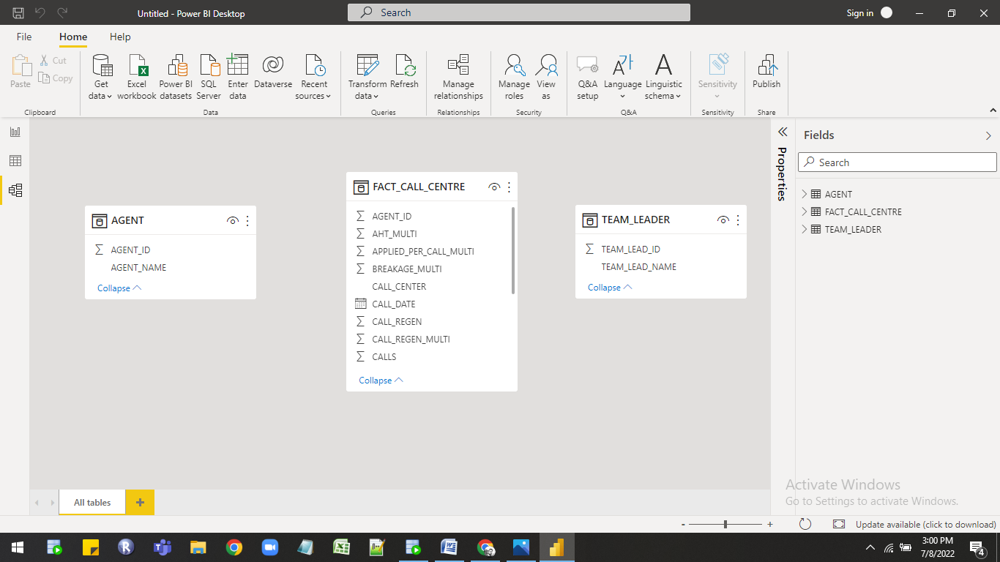 Untitled - Power BI Desktop
Search
Sign in
File
Home
Help
Paste
Cut
Copy
Get data
Excel workbook
Power BI datasets
SQL Server
Enter data
Dataverse
Recent sources
Transform data
Refresh
Manage relationships
Manage roles
View as
Q&A setup
Language
Linguistic schema
Sensitivity
Publish
Clipboard
Data
Queries
Relationships
Security
Q&A
Sensitivity
Share
AGENT
AGENT_ID
AGENT_NAME
Collapse
FACT_CALL_CENTRE
AGENT_ID
AHT_MULTI
APPLIED_PER_CALL_MULTI
BREAKAGE_MULTI
CALL_CENTER
CALL_DATE
CALL_REGEN
CALL_REGEN_MULTI
CALLS
Collapse
TEAM_LEADER
TEAM_LEAD_ID
TEAM_LEAD_NAME
Collapse
Properties
Fields
Search
AGENT
FACT_CALL_CENTRE
TEAM_LEADER
Activate Windows
Go to Settings to activate Windows.
All tables
Update available (click to download)
3:00 PM
7/8/2022
4